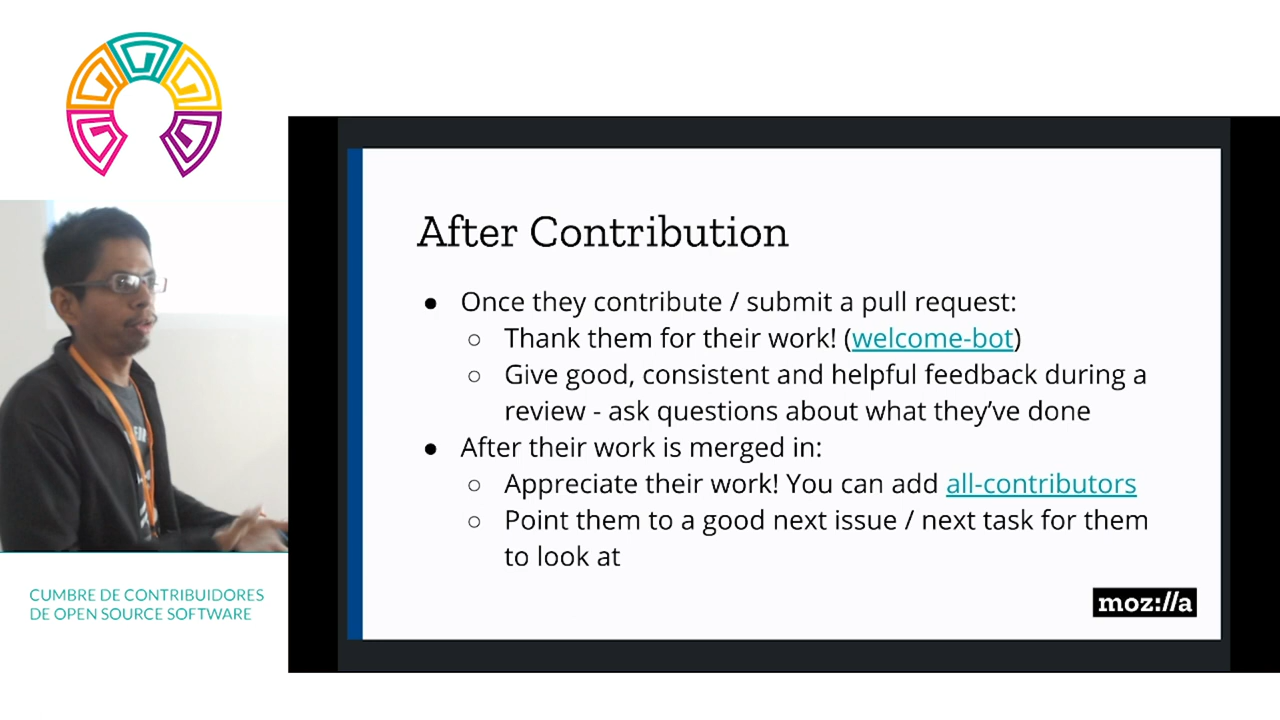 After Contribution
● Once they contribute / submit a pull request:
○ Thank them for their work! (welcome-bot)
○ Give good, consistent and helpful feedback during a
review - ask questions about what they’ve done
● After their work is merged in:
○ Appreciate their work! You can add all-contributors
○ Point them to a good next issue / next task for them
to look at
moz://a
CUMBRE DE CONTRIBUIDORES
DE OPEN SOURCE SOFTWARE